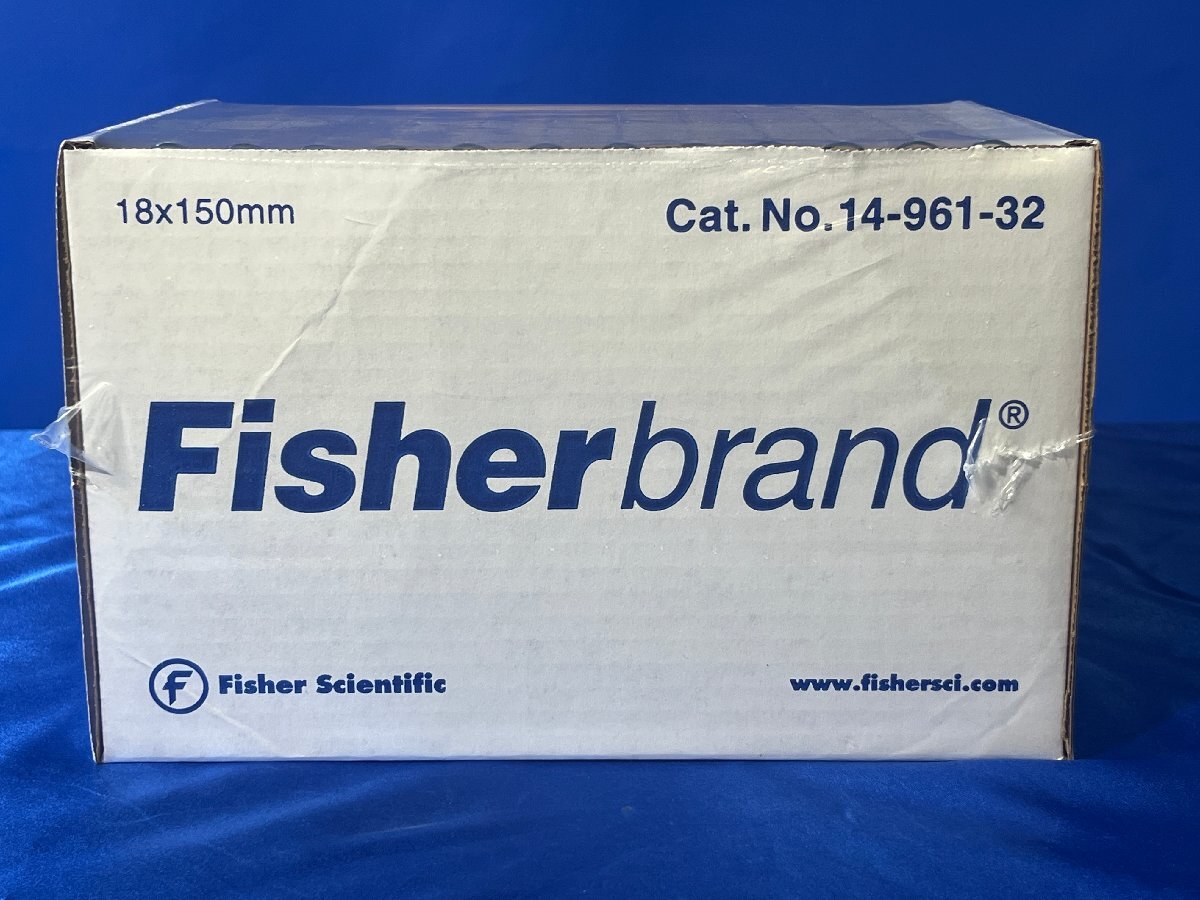 18x150mm
Cat. No. 14-961-32
Fisherbrand®
F Fisher Scientific
www.fishersci.com